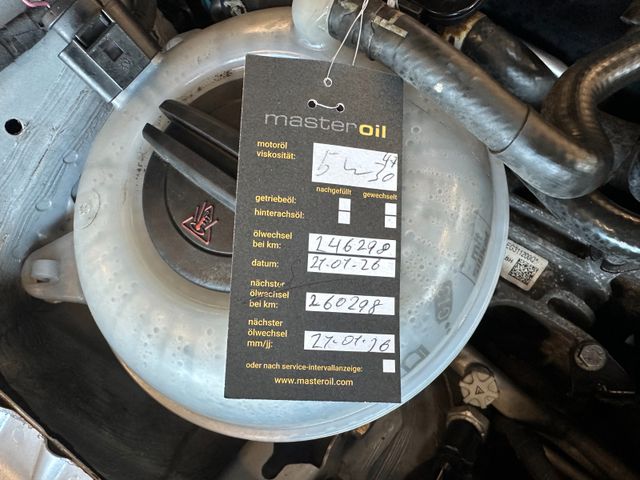 masteroil
motoröl
viskosität: 5W30
nachgefüllt gewechselt
getriebeöl:
hinterachsöl:
ölwechsel
bei km: 246298
datum: 21-01-26
nächster
ölwechsel
bei km: 260298
nächster
ölwechsel
mm/jj: 21-01-26
oder nach service-intervallanzeige:
www.masteroil.com